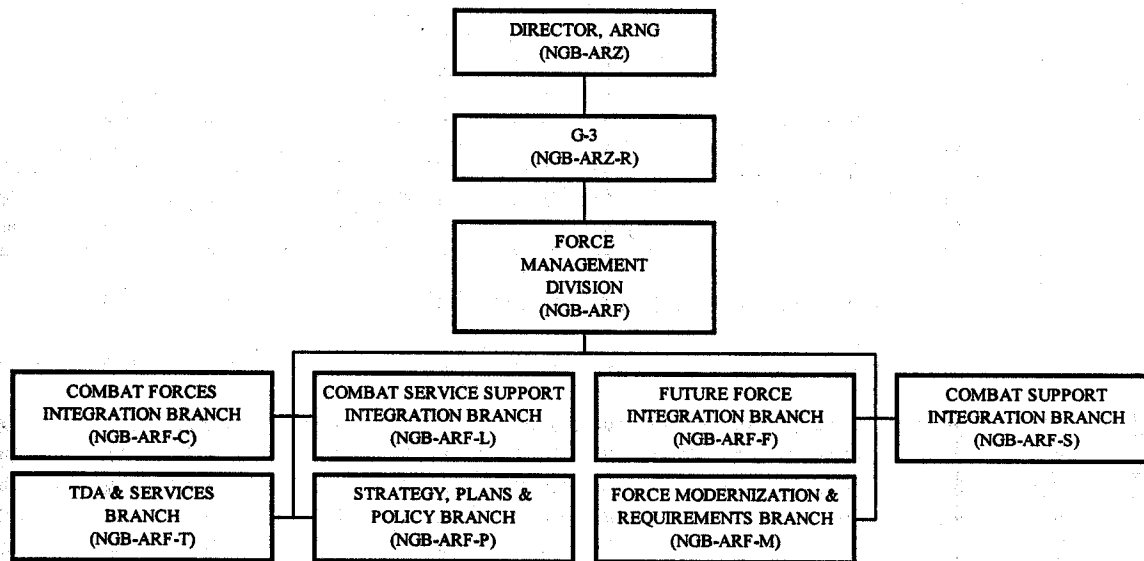 DIRECTOR, ARNG
(NGB-ARZ)
G-3
(NGB-ARZ-R)
FORCE
MANAGEMENT
DIVISION
(NGB-ARF)
COMBAT FORCES
INTEGRATION BRANCH
(NGB-ARF-C)
COMBAT SERVICE SUPPORT
INTEGRATION BRANCH
(NGB-ARF-L)
FUTURE FORCE
INTEGRATION BRANCH
(NGB-ARF-F)
COMBAT SUPPORT
INTEGRATION BRANCH
(NGB-ARF-S)
TDA & SERVICES
BRANCH
(NGB-ARF-T)
STRATEGY, PLANS &
POLICY BRANCH
(NGB-ARF-P)
FORCE MODERNIZATION &
REQUIREMENTS BRANCH
(NGB-ARF-M)